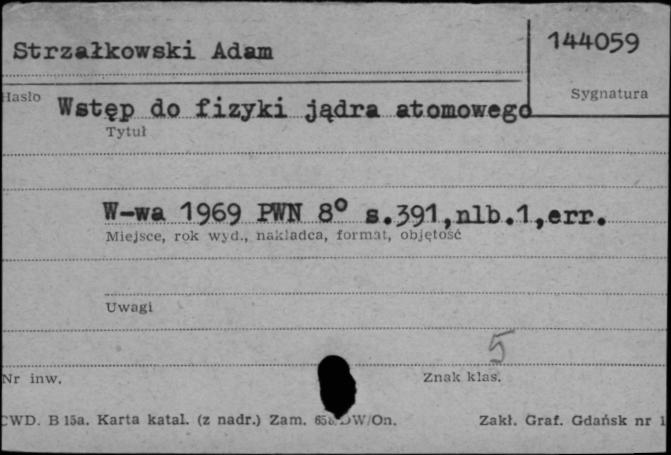 Strzałkowski Adam
144059
Hasło
Sygnatura
Wstęp do fizyki jądra atomowego
Tytuł
W-wa 1969 PWN 8° s.391,nlb.1,err.
Miejsce, rok wyd., nakladca, format, objętość
Uwagi
5
Nr inw.
Znak klas.
CWD. B 15a. Karta katal. (z nadr.) Zam. /On.
Zakł. Graf. Gdańsk nr 1